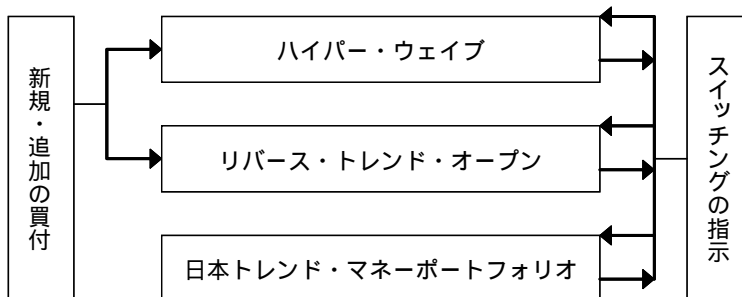 新規・追加の買付
ハイパー・ウェイブ
リバース・トレンド・オープン
日本トレンド・マネーポートフォリオ
スイッチングの指示